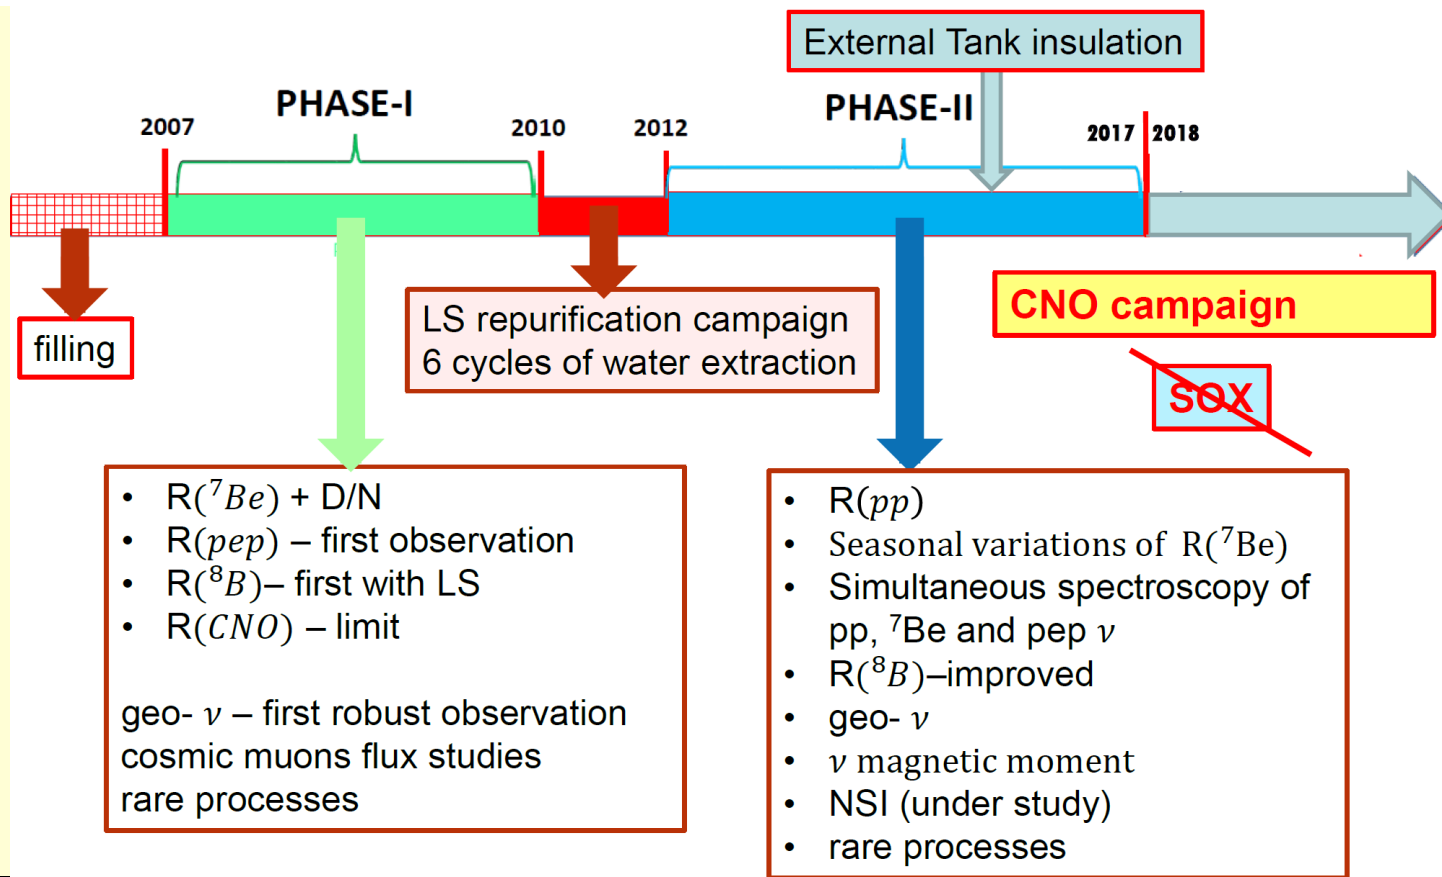 External Tank insulation
PHASE-I
PHASE-II
2007
2010
2012
2017
2018
filling
LS repurification campaign
6 cycles of water extraction
CNO campaign
SOX
• R(⁷Be) + D/N
• R(pep) – first observation
• R(⁸B)– first with LS
• R(CNO) – limit
geo- ν – first robust observation
cosmic muons flux studies
rare processes
• R(pp)
• Seasonal variations of R(⁷Be)
• Simultaneous spectroscopy of
pp, ⁷Be and pep ν
• R(⁸B)–improved
• geo- ν
• ν magnetic moment
• NSI (under study)
• rare processes